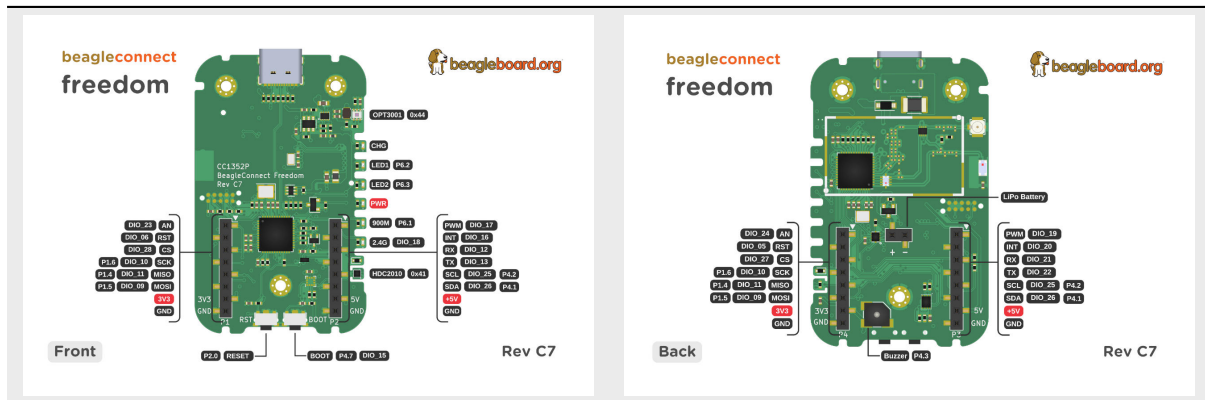 beagleconnect
freedom
beagleboard.org
OPT3001 0x44
CHG
LED1 P6.2
LED2 P6.3
PWR
900M P6.1
2.4G DIO_18
HDC2010 0x41
CC1352P
BeagleConnect Freedom
Rev C7
DIO_23 AN
DIO_06 RST
DIO_28 CS
P1.6 DIO_10 SCK
P1.4 DIO_11 MISO
P1.5 DIO_09 MOSI
3V3
GND
3V3
GND
P1
RST
BOOT
P2
5V
GND
PWM DIO_17
INT DIO_16
RX DIO_12
TX DIO_13
SCL DIO_25 P4.2
SDA DIO_26 P4.1
+5V
GND
P2.0 RESET
BOOT P4.7 DIO_15
Front
Rev C7
beagleconnect
freedom
beagleboard.org
LiPo Battery
+ −
DIO_24 AN
DIO_05 RST
DIO_27 CS
P1.6 DIO_10 SCK
P1.4 DIO_11 MISO
P1.5 DIO_09 MOSI
3V3
GND
3V3
GND
P4
5V
GND
P3
PWM DIO_19
INT DIO_20
RX DIO_21
TX DIO_22
SCL DIO_25 P4.2
SDA DIO_26 P4.1
+5V
GND
Buzzer P4.3
Back
Rev C7